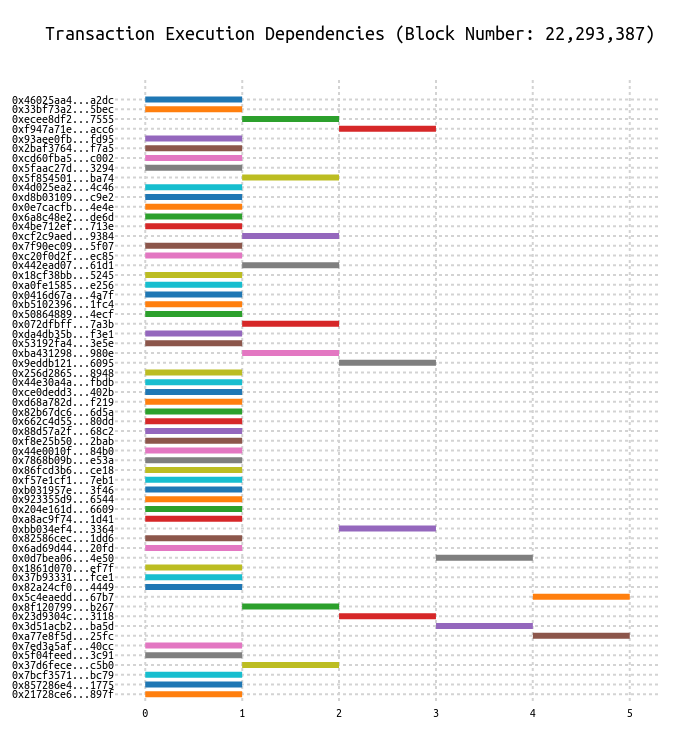 Transaction Execution Dependencies (Block Number: 22,293,387)
0x46025aa4...a2dc
0x33bf73a2...5bec
0xecee8df2...7555
0xf947a71e...acc6
0x93aee0fb...fd95
0x2baf3764...f7a5
0xcd60fba5...c002
0x5faac27d...3294
0x5f854501...ba74
0x4d025ea2...4c46
0xd8b03109...c9e2
0x0e7cacfb...4e4e
0x6a8c48e2...de6d
0x4be712ef...713e
0xcf2c9aed...9384
0x7f90ec09...5f07
0xc20f0d2f...ec85
0x442ead07...61d1
0x18cf38bb...5245
0xa0fe1585...e256
0x0416d67a...4a7f
0xb5102396...1fc4
0x50864889...4ecf
0x072dfbff...7a3b
0xda4db35b...f3e1
0x53192fa4...3e5e
0xba431298...980e
0x9eddb121...6095
0x256d2865...8948
0x44e30a4a...fbdb
0xce0dedd3...402b
0xd68a782d...f219
0x82b67dc6...6d5a
0x662c4d55...80dd
0x88d57a2f...68c2
0xf8e25b50...2bab
0x44e0010f...84b0
0x7868b09b...e53a
0x86fcd3b6...ce18
0xf57e1cf1...7eb1
0xb031957e...3f46
0x923355d9...6544
0x204e161d...6609
0xa8ac9f74...1d41
0xbb034ef4...3364
0x82586cec...1dd6
0x6ad69d44...20fd
0x0d7bea06...4e50
0x1861d070...ef7f
0x37b93331...fce1
0x82a24cf0...4449
0x5c4eaedd...67b7
0x8f120799...b267
0x23d9304c...3118
0x3d51acb2...ba5d
0xa77e8f5d...25fc
0x7ed3a5af...40cc
0x5f04feed...3c91
0x37d6fece...c5b0
0x7bcf3571...bc79
0x857286e4...1775
0x21728ce6...897f
0 1 2 3 4 5